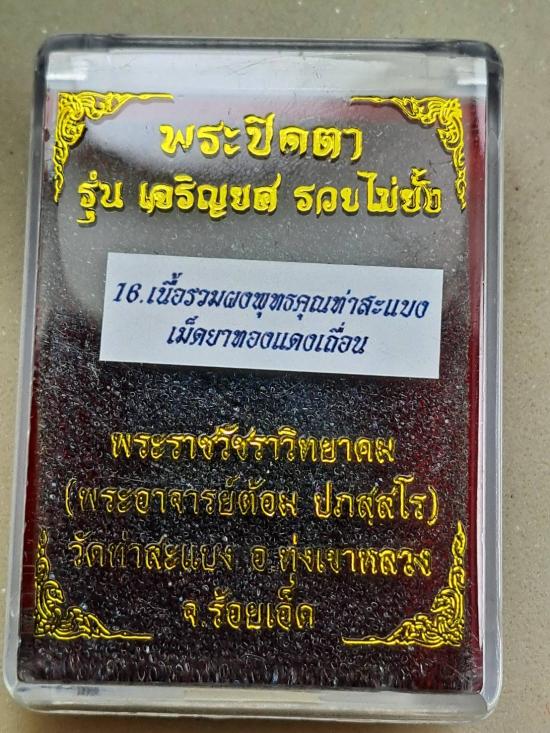 พระปิดตา
รุ่น เจริญยศ รวยไม่ยั้ง
16.เนื้อรวมผงพุทธคุณท่าสะแบง
เม็ดยาทองแดงเถื่อน
พระราชวัชราวิทยาคม
(พระอาจารย์ต้อม ปภสฺสโร)
วัดท่าสะแบง อ.ทุ่งเขาหลวง
จ.ร้อยเอ็ด